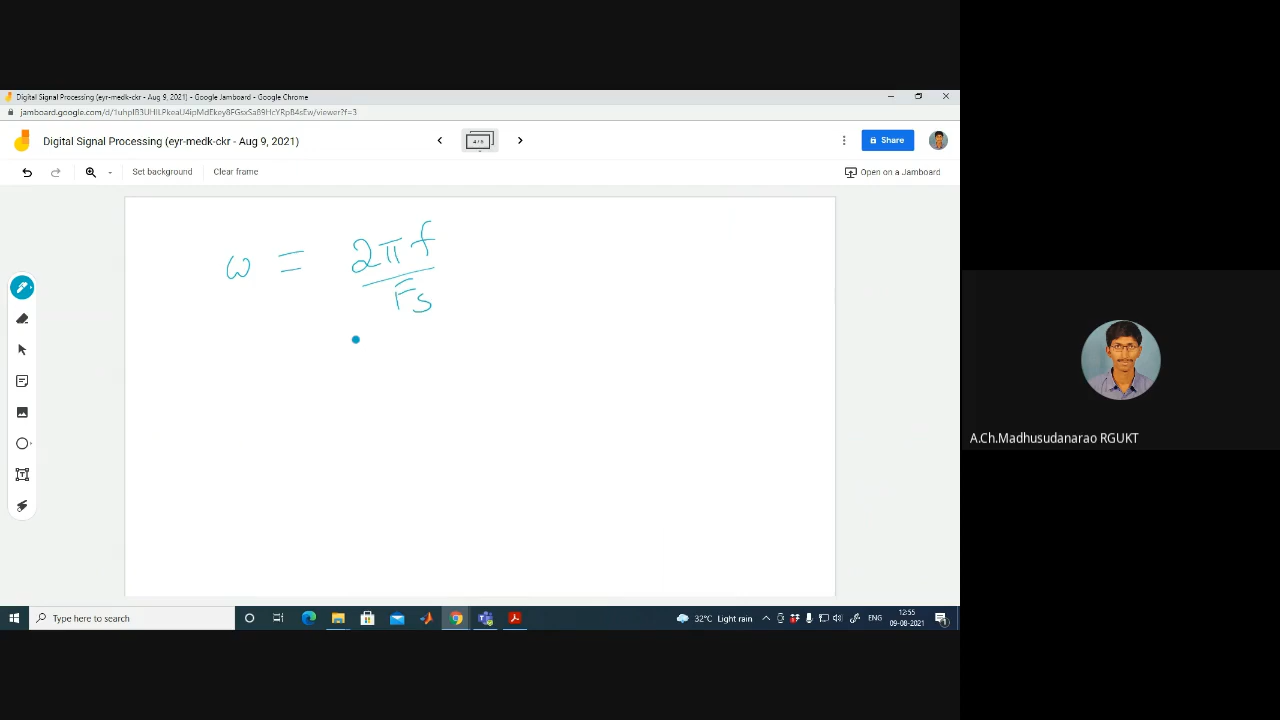 Digital Signal Processing (eyr-medk-ckr - Aug 9, 2021) - Google Jamboard - Google Chrome
Digital Signal Processing (eyr-medk-ckr - Aug 9, 2021)
4 / 6
Share
Set background
Clear frame
Open on a Jamboard
ω = 2πf
Fs
A.Ch.Madhusudanarao RGUKT
Type here to search
32°C Light rain
ENG
12:55
09-08-2021